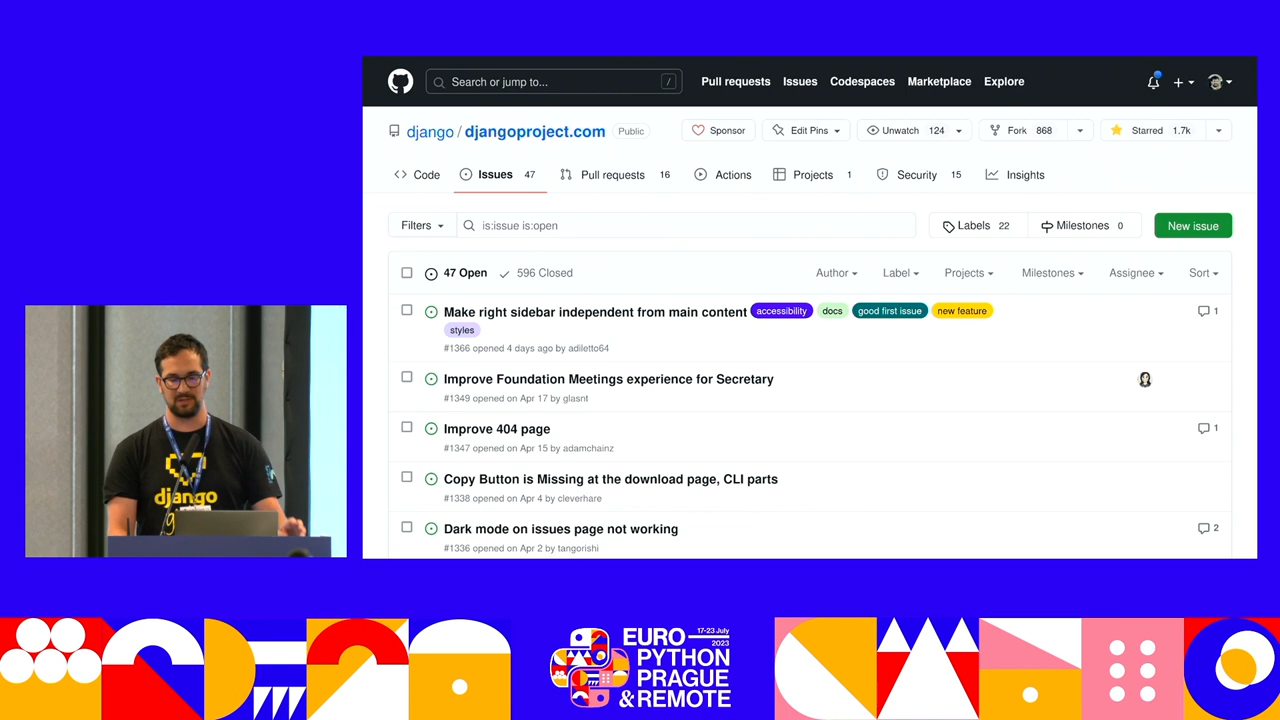 Search or jump to... /
Pull requests Issues Codespaces Marketplace Explore
django / djangoproject.com Public
Sponsor Edit Pins Unwatch 124 Fork 868 Starred 1.7k
Code Issues 47 Pull requests 16 Actions Projects 1 Security 15 Insights
Filters is:issue is:open Labels 22 Milestones 0 New issue
47 Open 596 Closed Author Label Projects Milestones Assignee Sort
Make right sidebar independent from main content accessibility docs good first issue new feature 1
styles
#1366 opened 4 days ago by adiletto64
Improve Foundation Meetings experience for Secretary
#1349 opened on Apr 17 by glasnt
Improve 404 page 1
#1347 opened on Apr 15 by adamchainz
Copy Button is Missing at the download page, CLI parts
#1338 opened on Apr 4 by cleverhare
Dark mode on issues page not working 2
#1336 opened on Apr 2 by tangorishi
django
17-23 July
2023
EURO
PYTHON
PRAGUE
& REMOTE